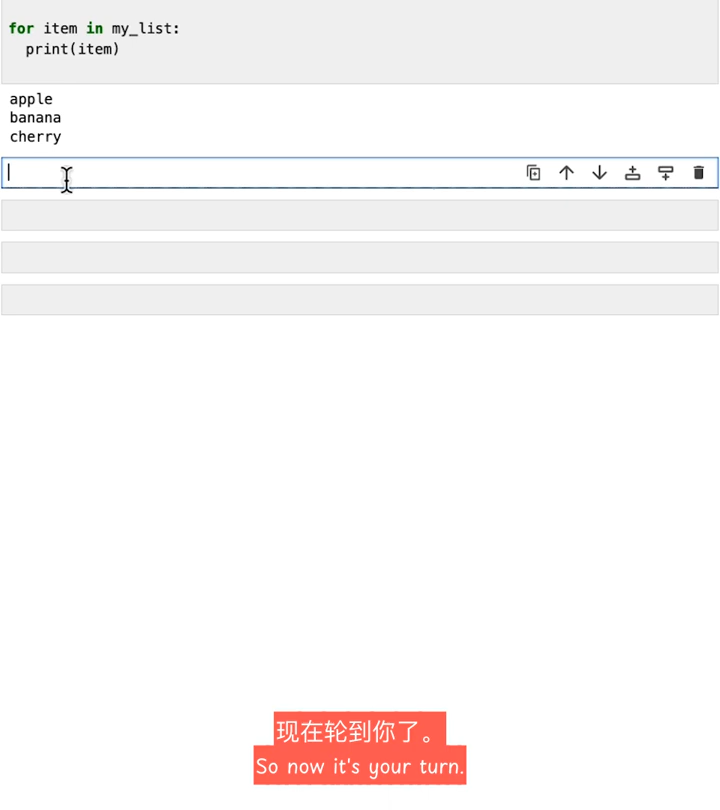 for item in my_list:
  print(item)
apple
banana
cherry
现在轮到你了。
So now it's your turn.